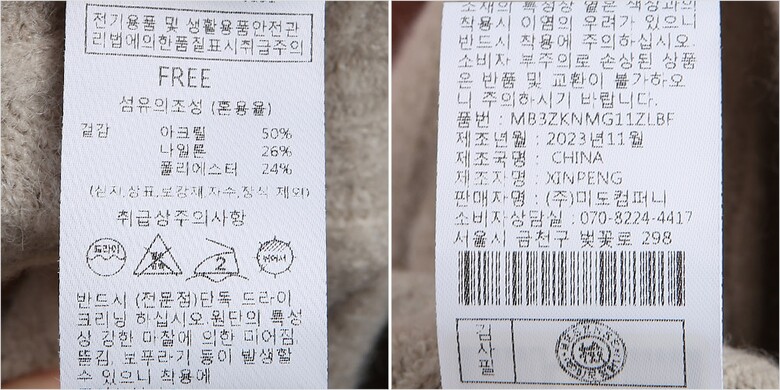 전기용품 및 생활용품안전관
리법에의한품질표시취급주의
FREE
섬유의조성 (혼용율)
겉감 아크릴 50%
나일론 26%
폴리에스터 24%
(심지,상표,보강재,자수,장식 제외)
취급상주의사항
드라이
2
뉘어서
반드시 (전문점)단독 드라이
크리닝 하십시오.원단의 특성
상 강한 마찰에 의한 미어짐,
뜯김, 보푸라기 등이 발생할
수 있으니 착용에
소재의 특성상 옅은 색상과의
착용시 이염의 우려가 있으니
반드시 착용에 주의하십시오.
소비자 부주의로 손상된 상품
은 반품 및 교환이 불가하오
니 주의하시기 바랍니다.
품번 : MB3ZKNMG11ZLBF
제조년월 : 2023년11월
제조국명 : CHINA
제조자명 : XINPENG
판매자명 : (주)미도컴퍼니
소비자상담실 : 070-8224-4417
서울시 금천구 벚꽃로 298
검사필